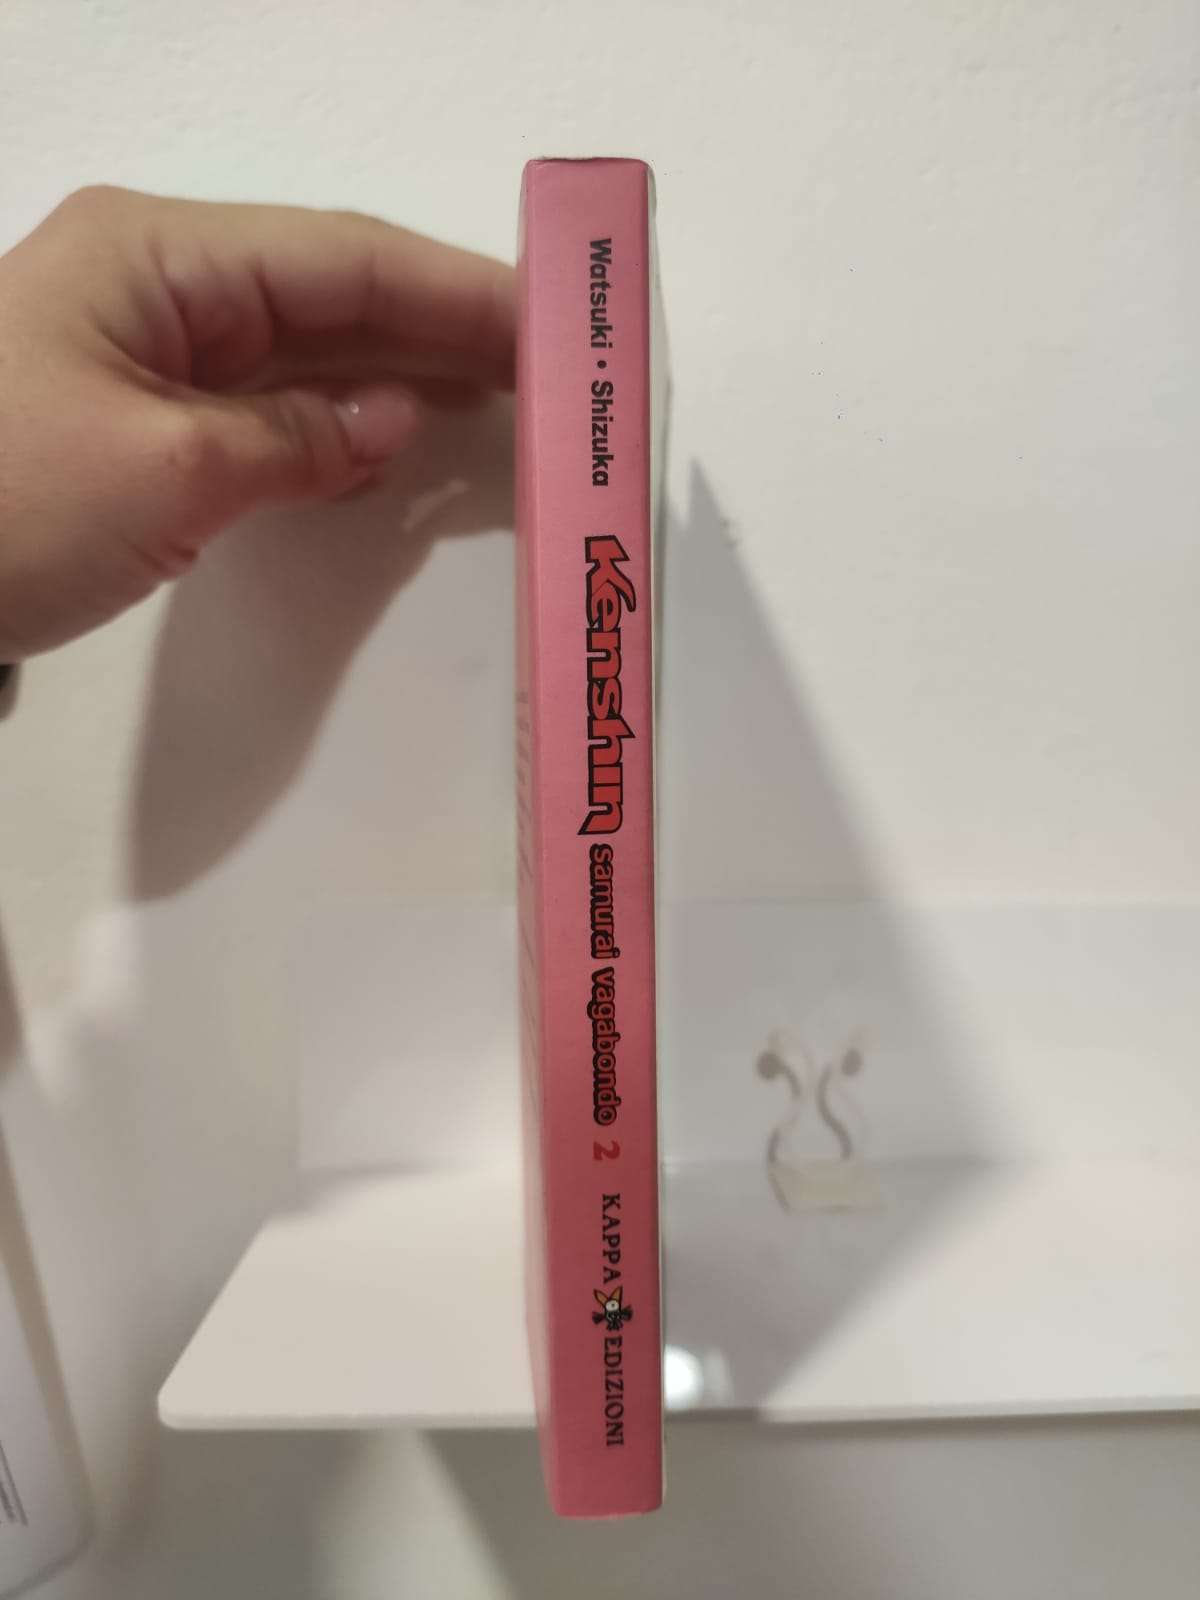 Watsuki • Shizuka Kenshin samurai vagabondo 2 KAPPA EDIZIONI